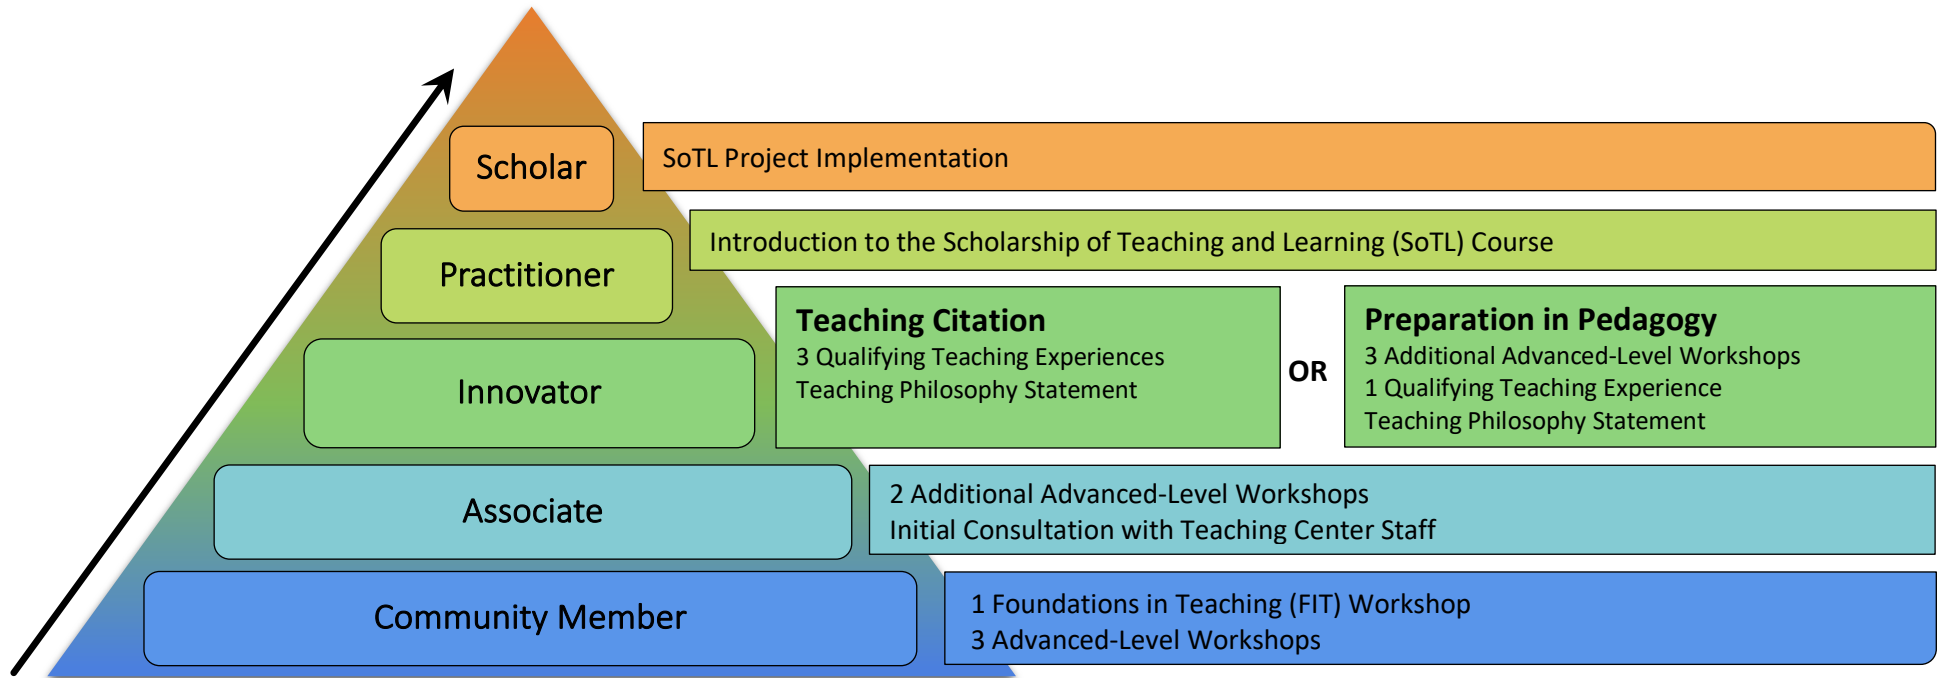 Scholar
SoTL Project Implementation
Practitioner
Introduction to the Scholarship of Teaching and Learning (SoTL) Course
Innovator
Teaching Citation
3 Qualifying Teaching Experiences
Teaching Philosophy Statement
OR
Preparation in Pedagogy
3 Additional Advanced-Level Workshops
1 Qualifying Teaching Experience
Teaching Philosophy Statement
Associate
2 Additional Advanced-Level Workshops
Initial Consultation with Teaching Center Staff
Community Member
1 Foundations in Teaching (FIT) Workshop
3 Advanced-Level Workshops